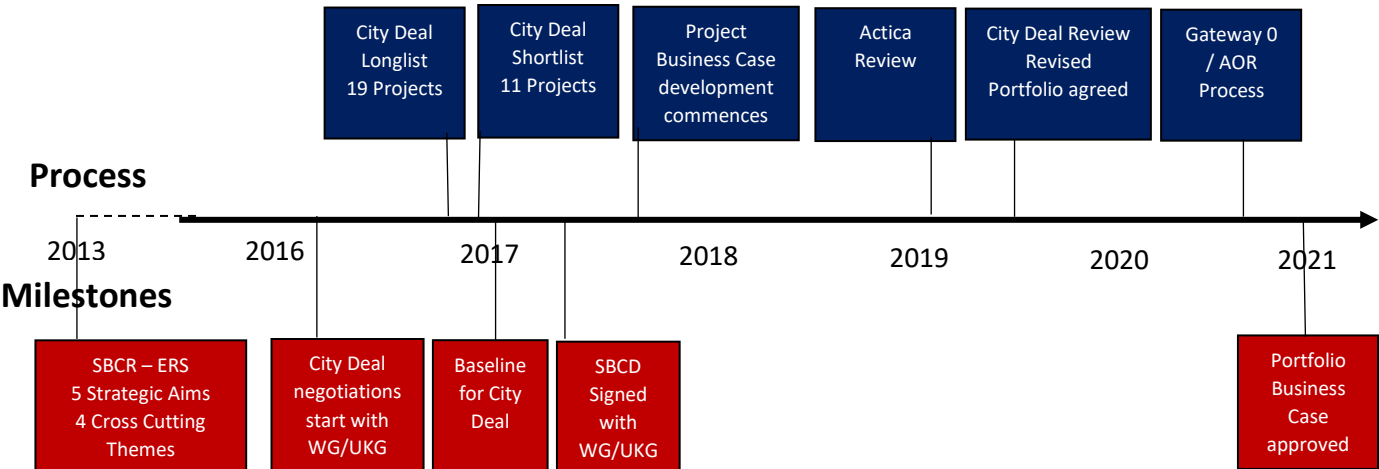 City Deal
Longlist
19 Projects
City Deal
Shortlist
11 Projects
Project
Business Case
development
commences
Actica
Review
City Deal Review
Revised
Portfolio agreed
Gateway 0
/ AOR
Process
Process
2013
2016
2017
2018
2019
2020
2021
Milestones
SBCR – ERS
5 Strategic Aims
4 Cross Cutting
Themes
City Deal
negotiations
start with
WG/UKG
Baseline
for City
Deal
SBCD
Signed
with
WG/UKG
Portfolio
Business
Case
approved